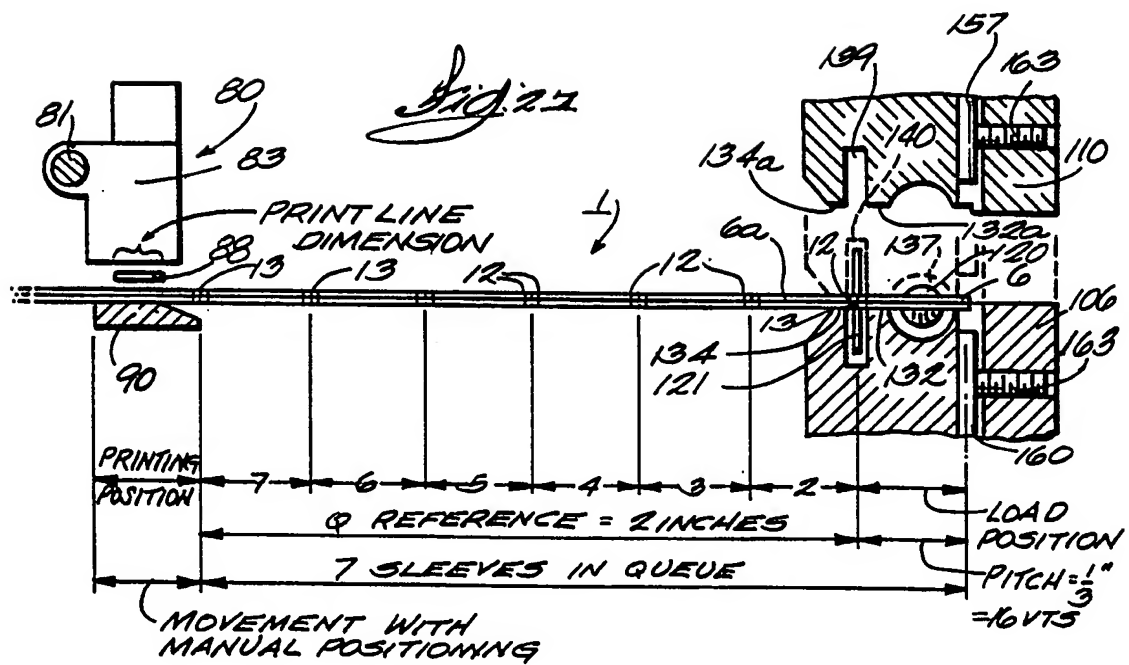 Fig. 27
157
163
139
140
81
80
83
134a
110
PRINT LINE
DIMENSION
1
132a
88
6a
12
137
120
6
13
13
12
12
106
13
134
132
163
121
90
160
PRINTING
POSITION
7
6
5
4
3
2
LOAD
POSITION
Q REFERENCE = 2 INCHES
7 SLEEVES IN QUEUE
PITCH = 1/3"
= 16 VTS
MOVEMENT WITH
MANUAL POSITIONING